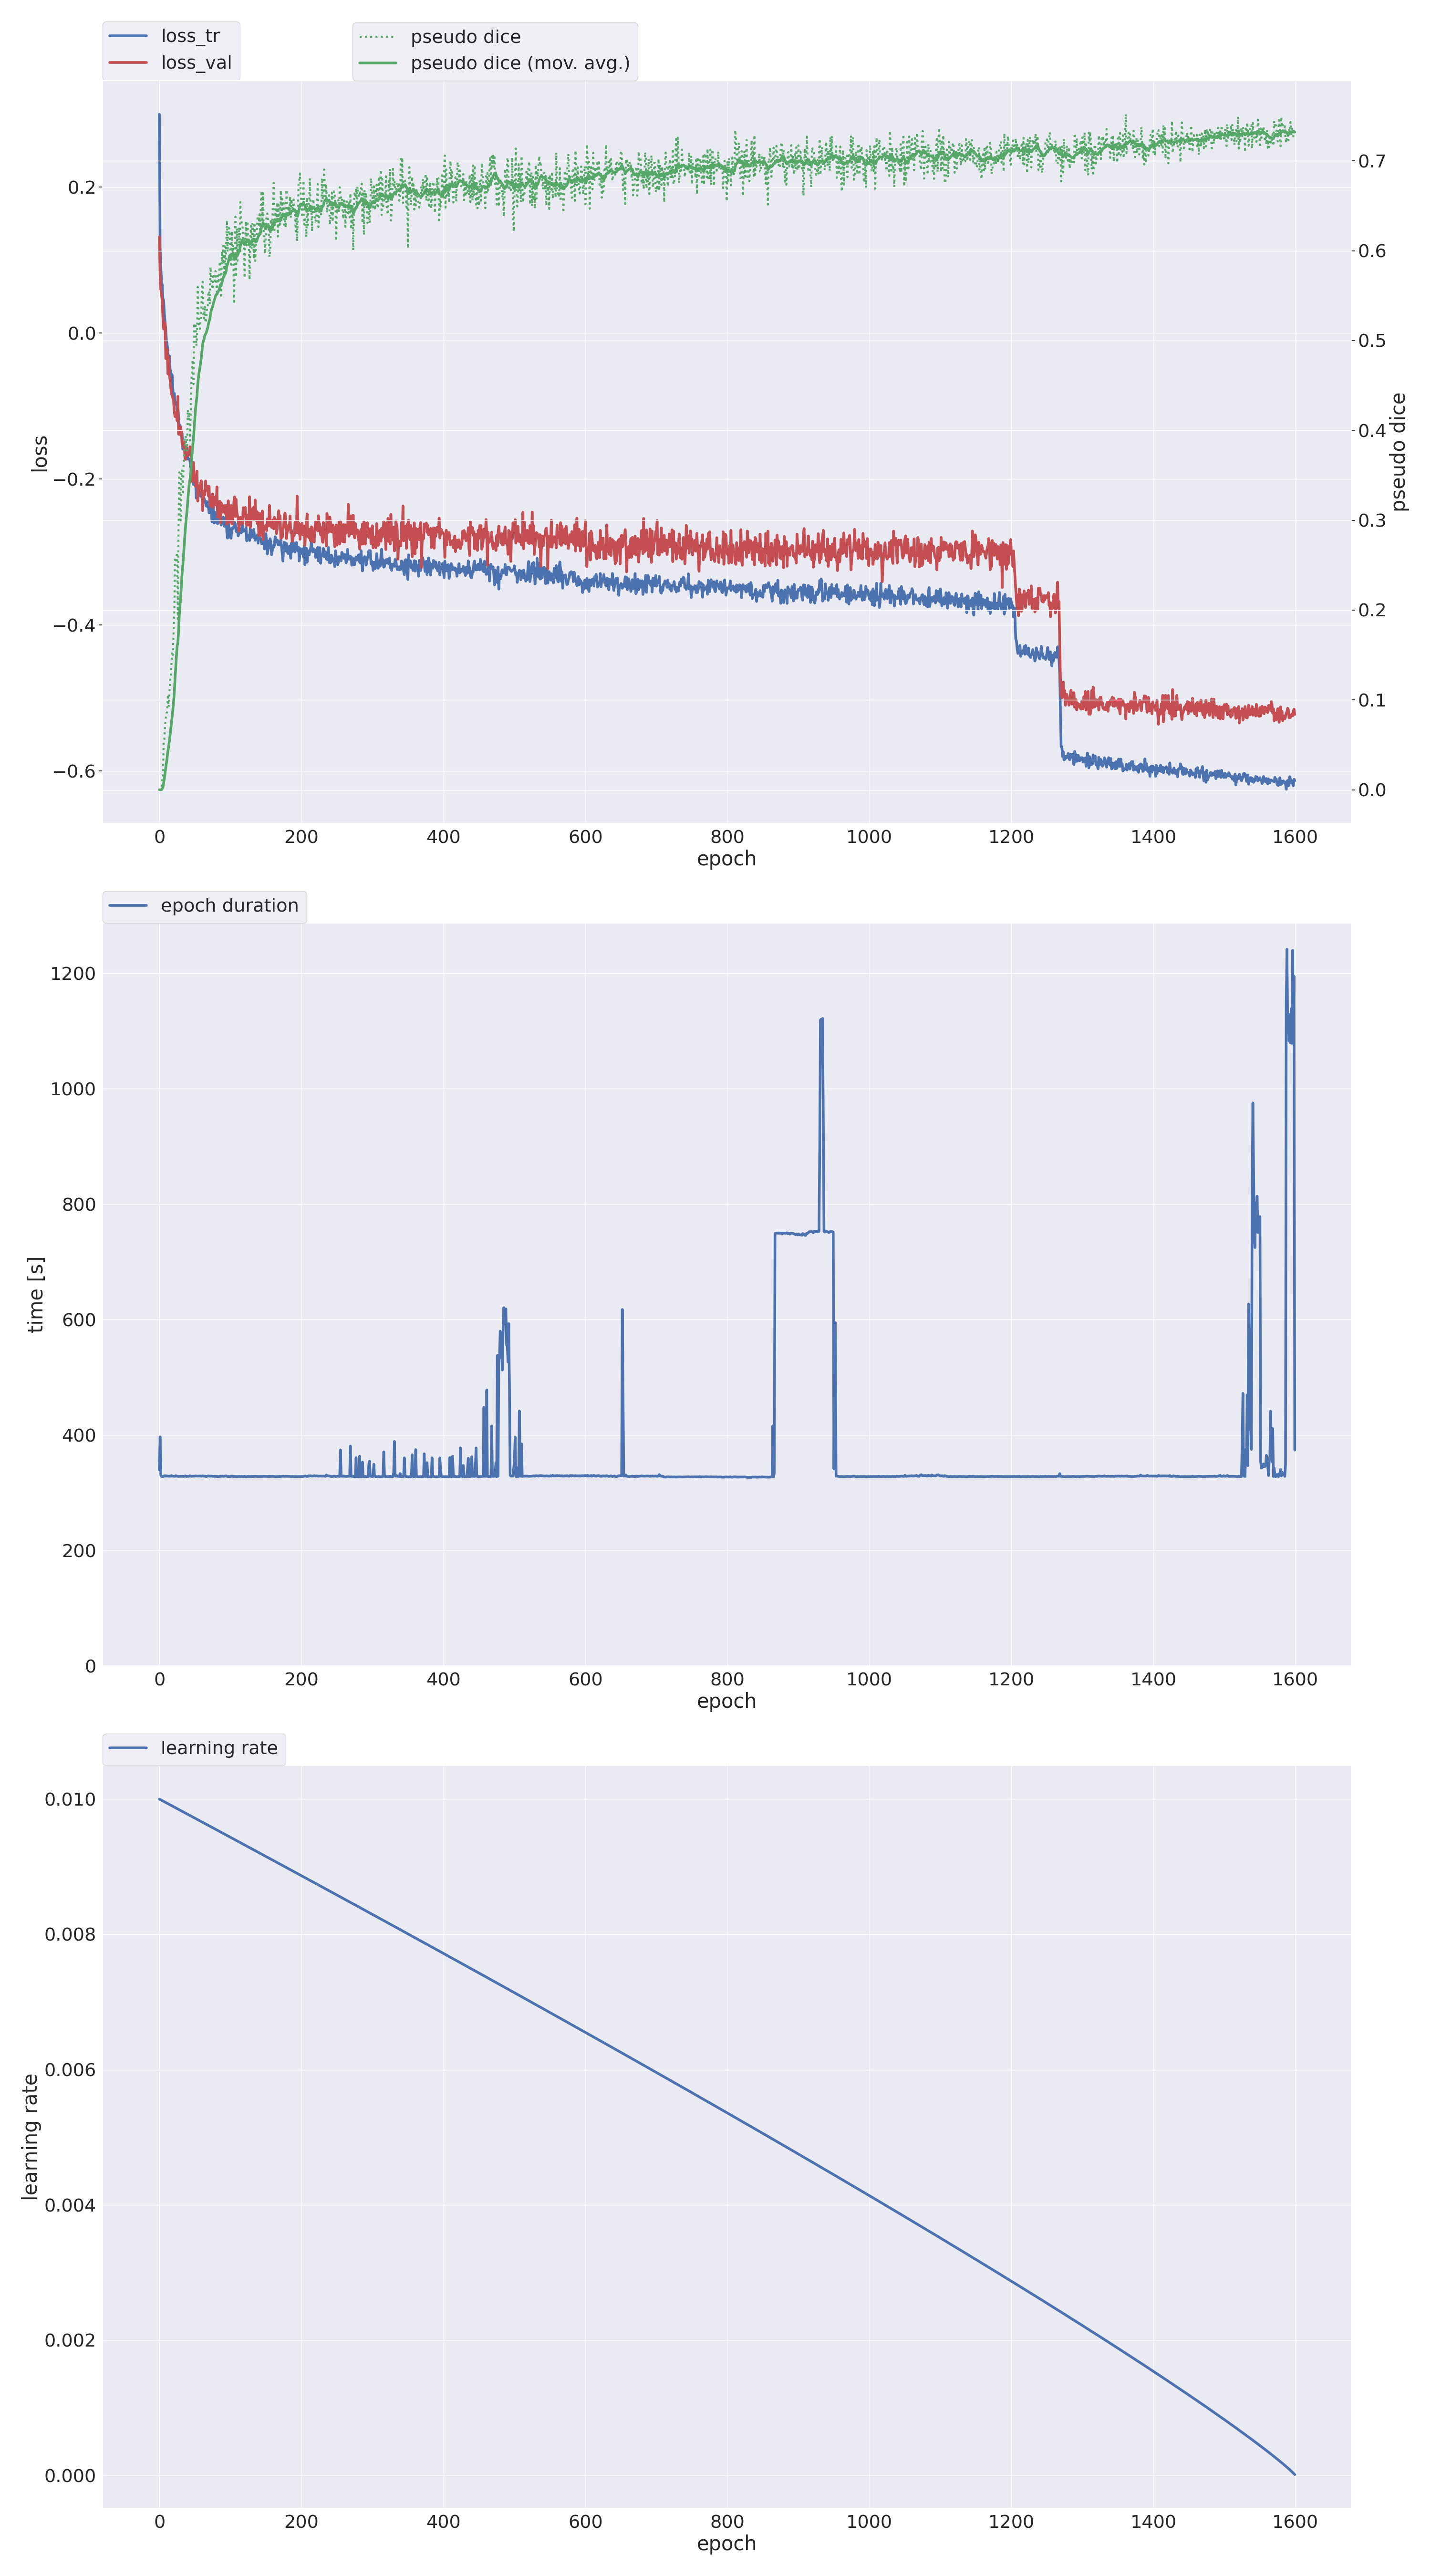 loss_tr
loss_val
pseudo dice
pseudo dice (mov. avg.)
0.2
0.0
−0.2
−0.4
−0.6
loss
0.7
0.6
0.5
0.4
0.3
0.2
0.1
0.0
pseudo dice
0 200 400 600 800 1000 1200 1400 1600
epoch
epoch duration
1200
1000
800
600
400
200
0
time [s]
0 200 400 600 800 1000 1200 1400 1600
epoch
learning rate
0.010
0.008
0.006
0.004
0.002
0.000
learning rate
0 200 400 600 800 1000 1200 1400 1600
epoch